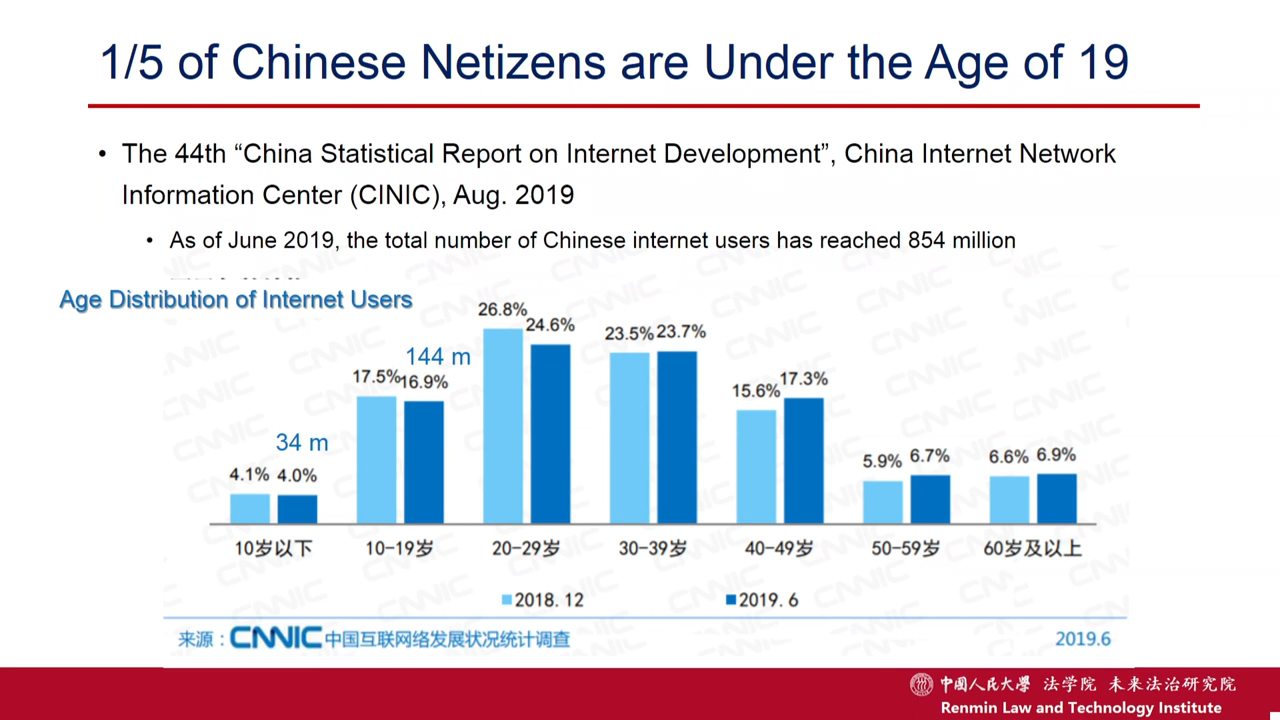 1/5 of Chinese Netizens are Under the Age of 19
• The 44th “China Statistical Report on Internet Development”, China Internet Network
Information Center (CINIC), Aug. 2019
• As of June 2019, the total number of Chinese internet users has reached 854 million
Age Distribution of Internet Users
34 m
144 m
4.1% 4.0%
17.5% 16.9%
26.8% 24.6%
23.5% 23.7%
15.6% 17.3%
5.9% 6.7%
6.6% 6.9%
10岁以下 10-19岁 20-29岁 30-39岁 40-49岁 50-59岁 60岁及以上
2018.12 2019.6
来源：CNNIC中国互联网络发展状况统计调查 2019.6
中國人民大學 法学院 未来法治研究院
Renmin Law and Technology Institute